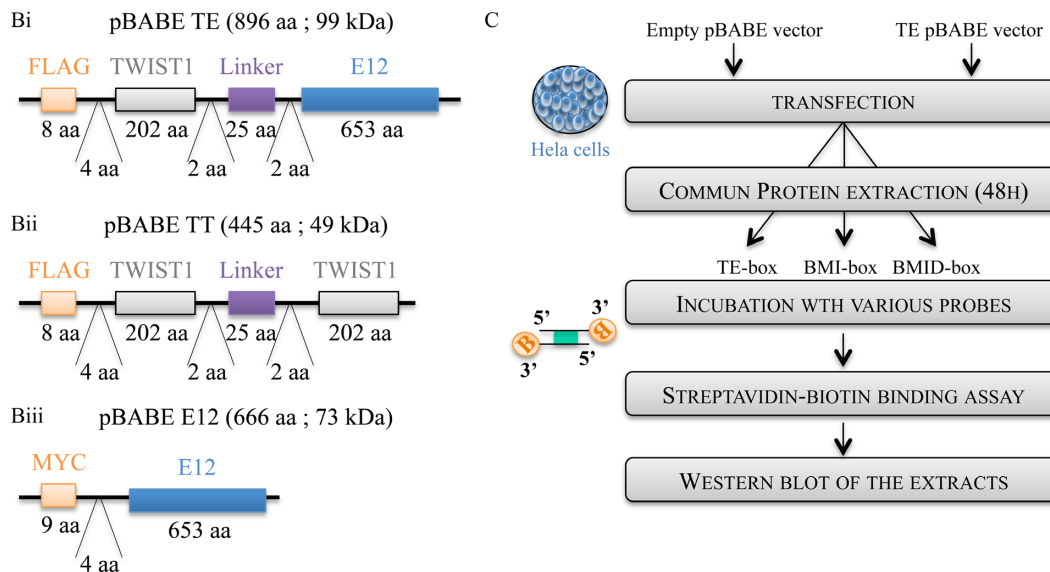 Bi pBABE TE (896 aa ; 99 kDa)
FLAG TWIST1 Linker E12
8 aa 202 aa 25 aa 653 aa
4 aa 2 aa 2 aa
Bii pBABE TT (445 aa ; 49 kDa)
FLAG TWIST1 Linker TWIST1
8 aa 202 aa 25 aa 202 aa
4 aa 2 aa 2 aa
Biii pBABE E12 (666 aa ; 73 kDa)
MYC E12
9 aa 653 aa
4 aa
C
Empty pBABE vector TE pBABE vector
TRANSFECTION
Hela cells
COMMUN PROTEIN EXTRACTION (48H)
TE-box BMI-box BMID-box
INCUBATION WTH VARIOUS PROBES
5’ 3’
B B
3’ 5’
STREPTAVIDIN-BIOTIN BINDING ASSAY
WESTERN BLOT OF THE EXTRACTS